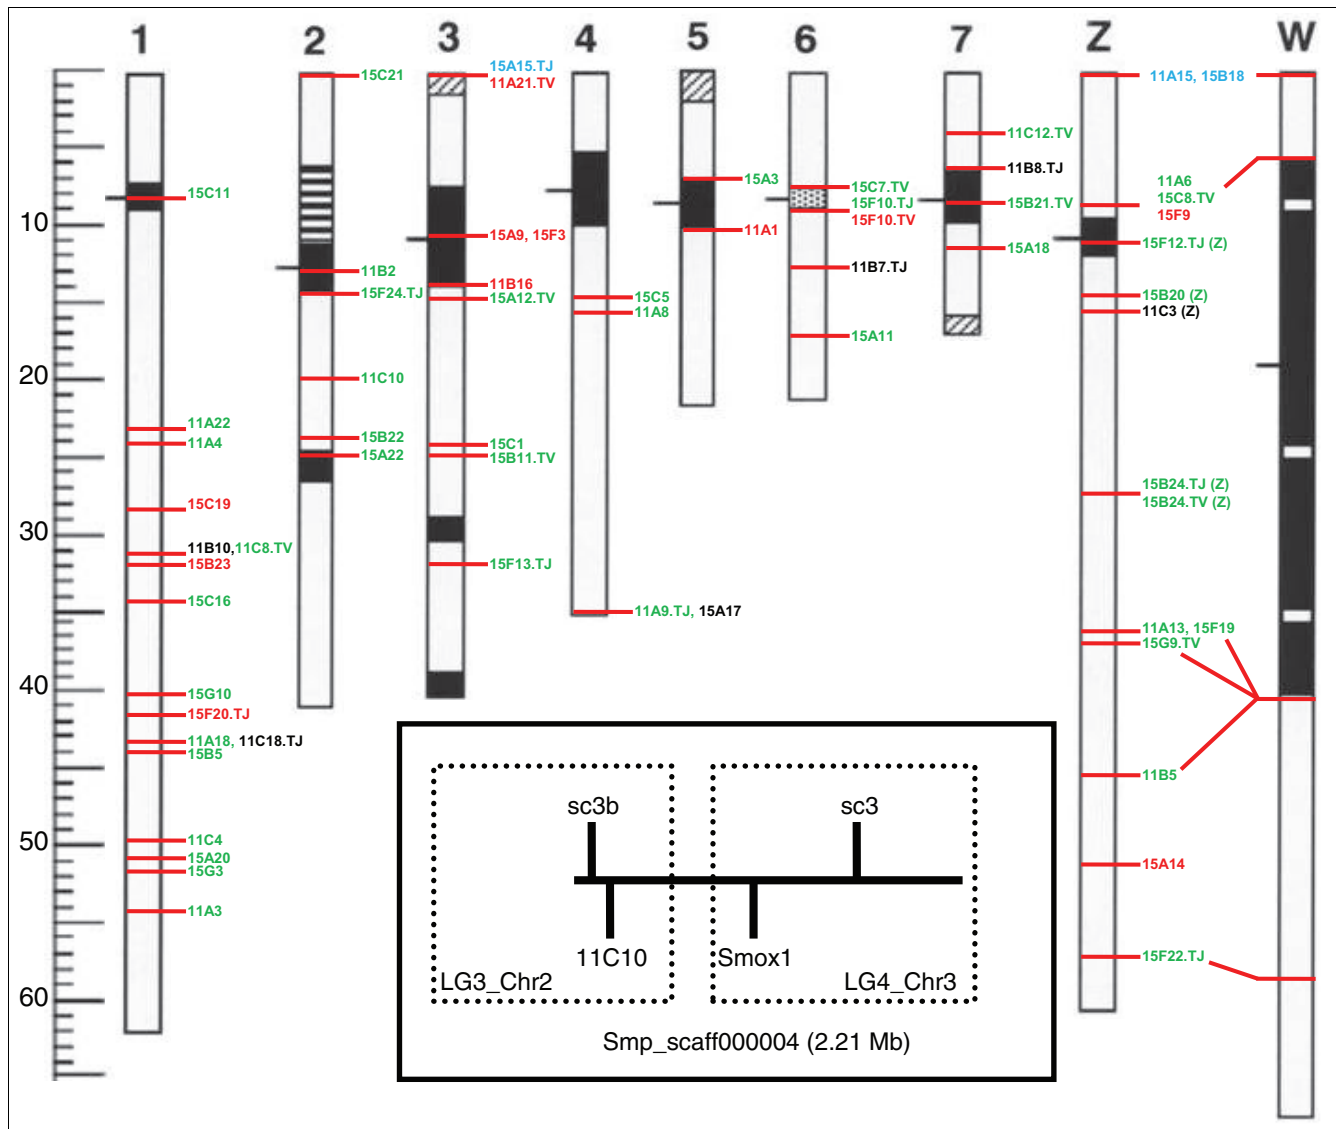 1
2
3
4
5
6
7
Z
W
10
20
30
40
50
60
15C11
11A22
11A4
15C19
11B10,11C8.TV
15B23
15C16
15G10
15F20.TJ
11A18, 11C18.TJ
15B5
11C4
15A20
15G3
11A3
15C21
11B2
15F24.TJ
11C10
15B22
15A22
15A15.TJ
11A21.TV
15A9, 15F3
11B16
15A12.TV
15C1
15B11.TV
15F13.TJ
15C5
11A8
11A9.TJ, 15A17
15A3
11A1
15C7.TV
15F10.TJ
15F10.TV
11B7.TJ
15A11
11C12.TV
11B8.TJ
15B21.TV
15A18
11A15, 15B18
11A6
15C8.TV
15F9
15F12.TJ (Z)
15B20 (Z)
11C3 (Z)
15B24.TJ (Z)
15B24.TV (Z)
11A13, 15F19
15G9.TV
11B5
15A14
15F22.TJ
sc3b
sc3
11C10
Smox1
LG3_Chr2
LG4_Chr3
Smp_scaff000004 (2.21 Mb)